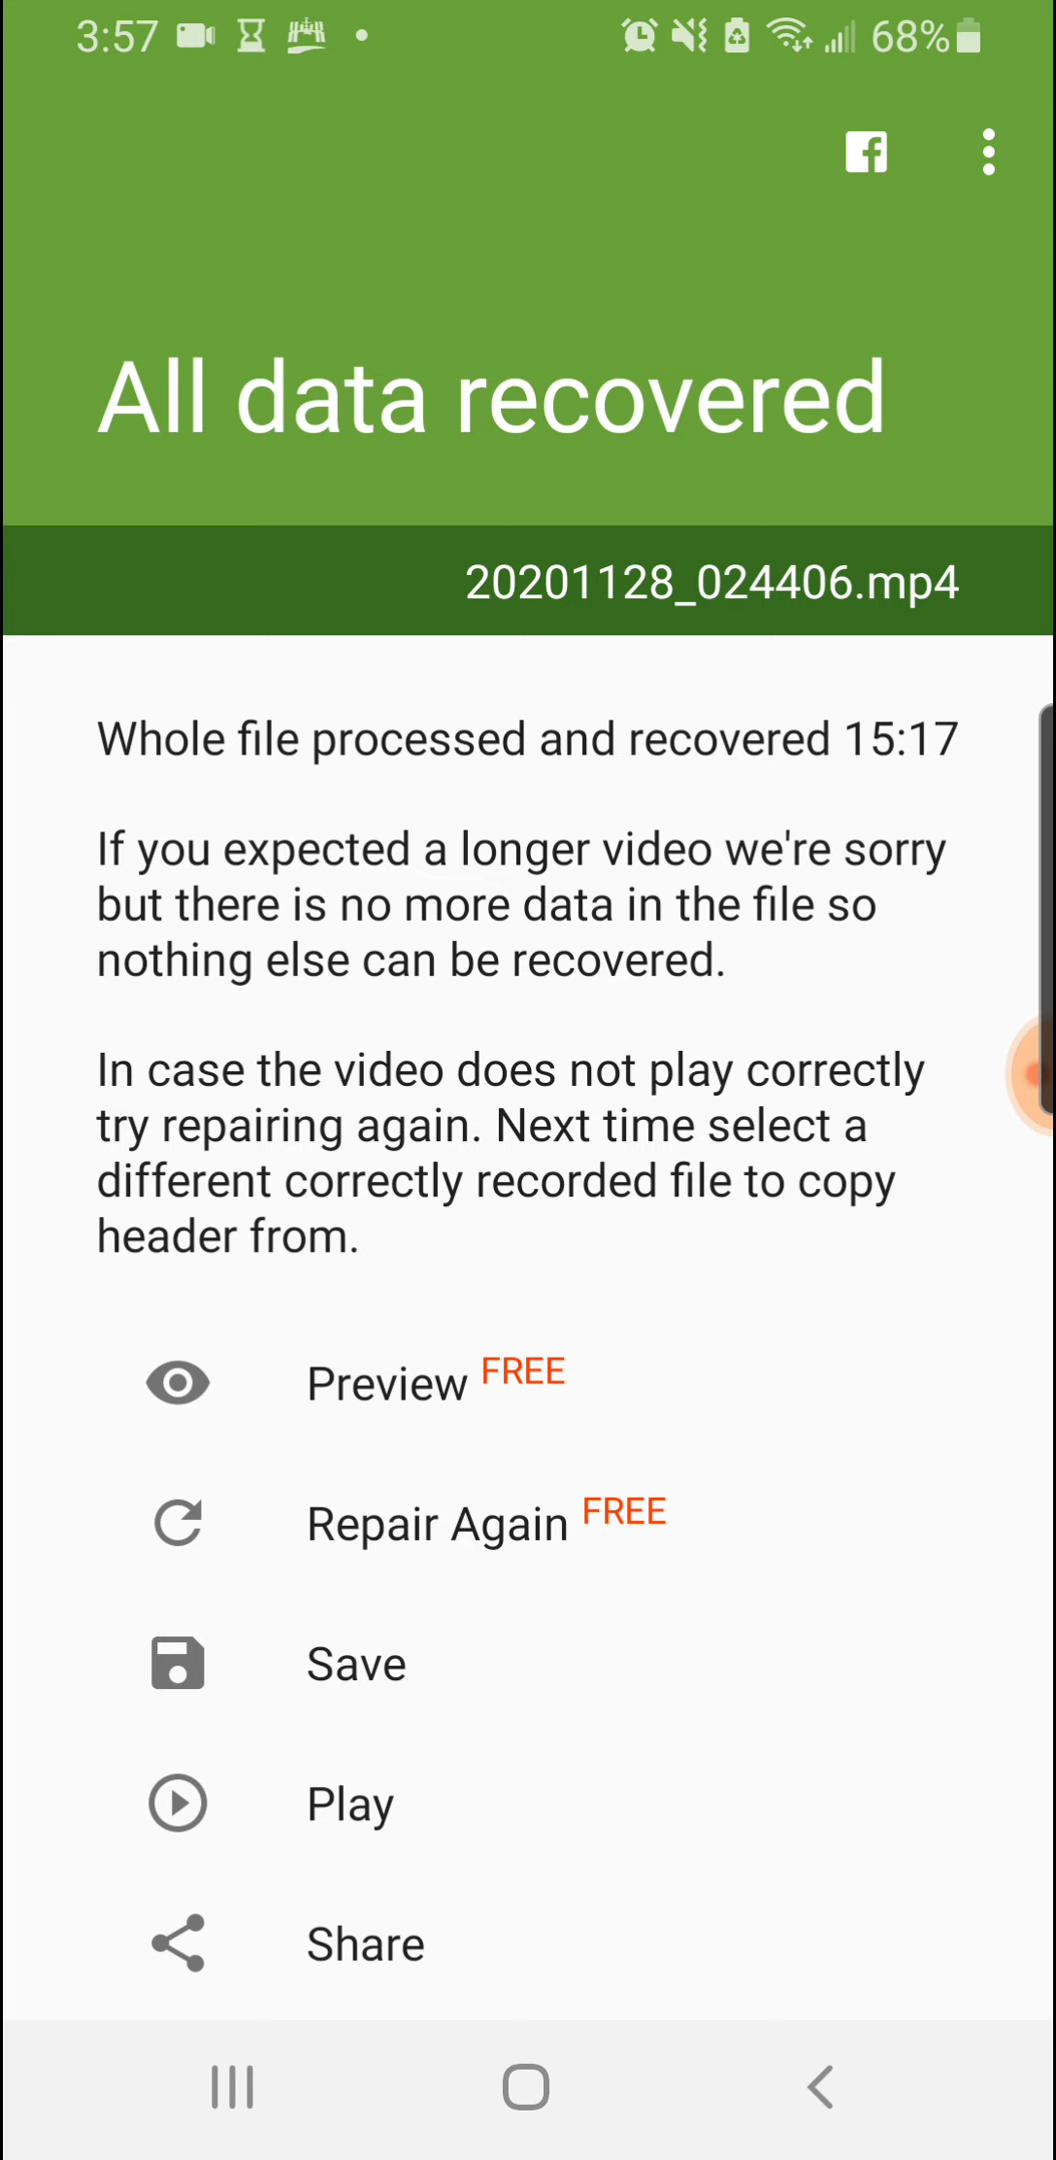 3:57 68%
All data recovered
20201128_024406.mp4
Whole file processed and recovered 15:17
If you expected a longer video we're sorry
but there is no more data in the file so
nothing else can be recovered.
In case the video does not play correctly
try repairing again. Next time select a
different correctly recorded file to copy
header from.
Preview FREE
Repair Again FREE
Save
Play
Share